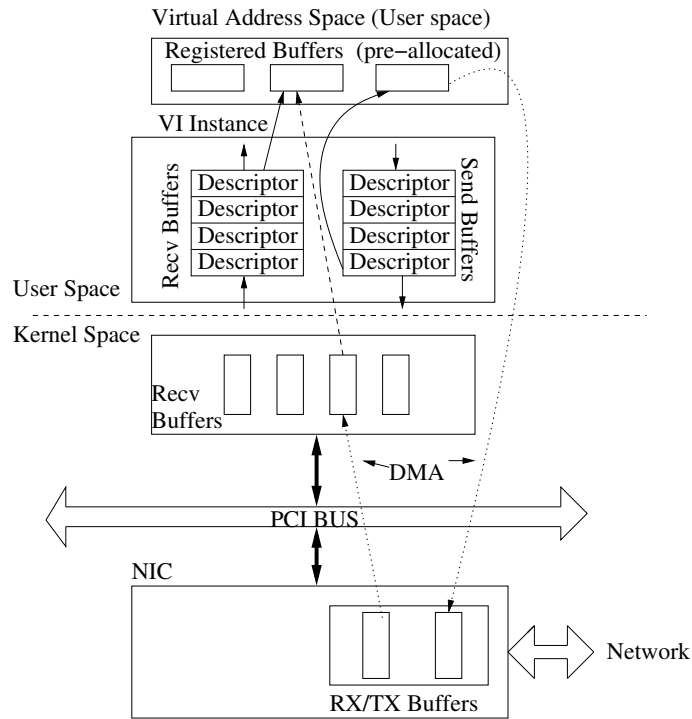 Virtual Address Space (User space)
Registered Buffers (pre−allocated)
VI Instance
Recv Buffers
Descriptor
Descriptor
Descriptor
Descriptor
Descriptor
Descriptor
Descriptor
Descriptor
Send Buffers
User Space
Kernel Space
Recv
Buffers
DMA
PCI BUS
NIC
Network
RX/TX Buffers